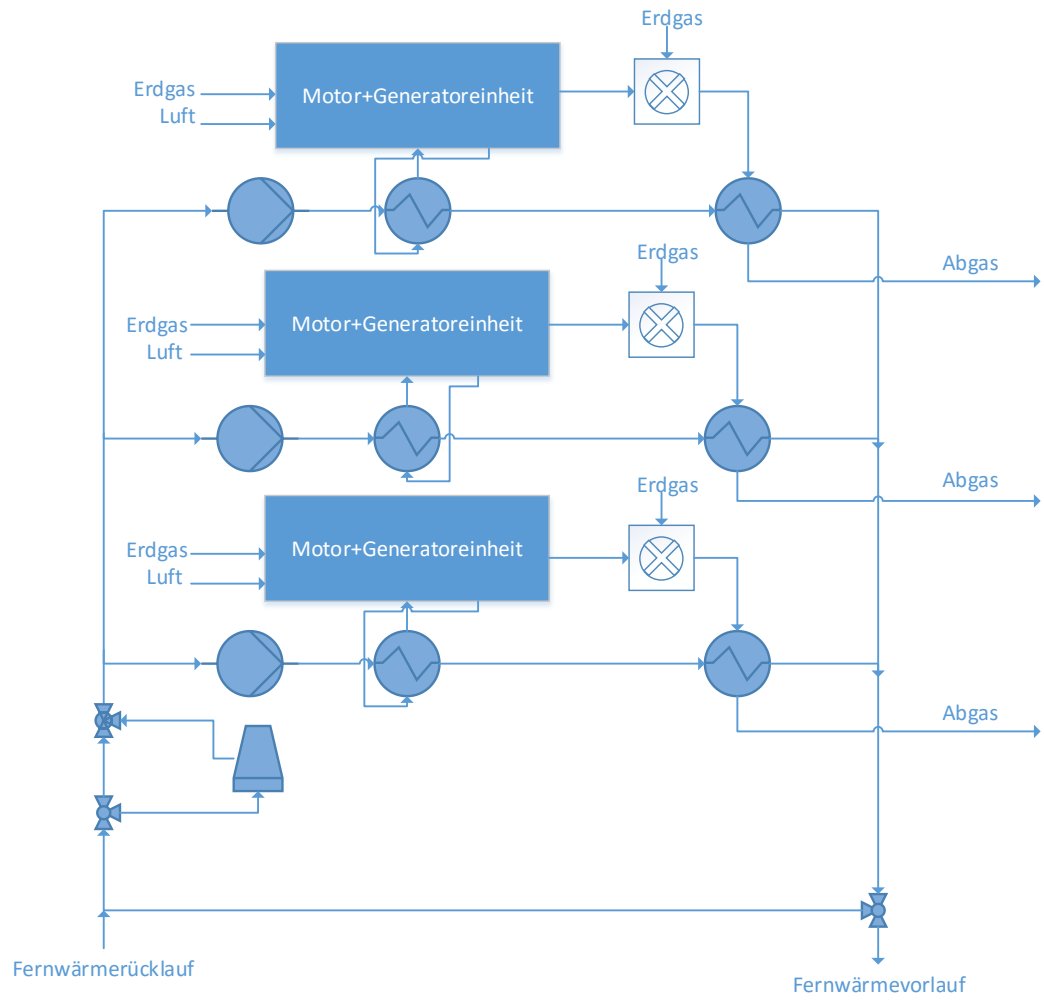 Erdgas
Erdgas
Luft
Motor+Generatoreinheit
Erdgas
Abgas
Erdgas
Luft
Motor+Generatoreinheit
Erdgas
Abgas
Erdgas
Luft
Motor+Generatoreinheit
Abgas
Fernwärmerücklauf
Fernwärmevorlauf